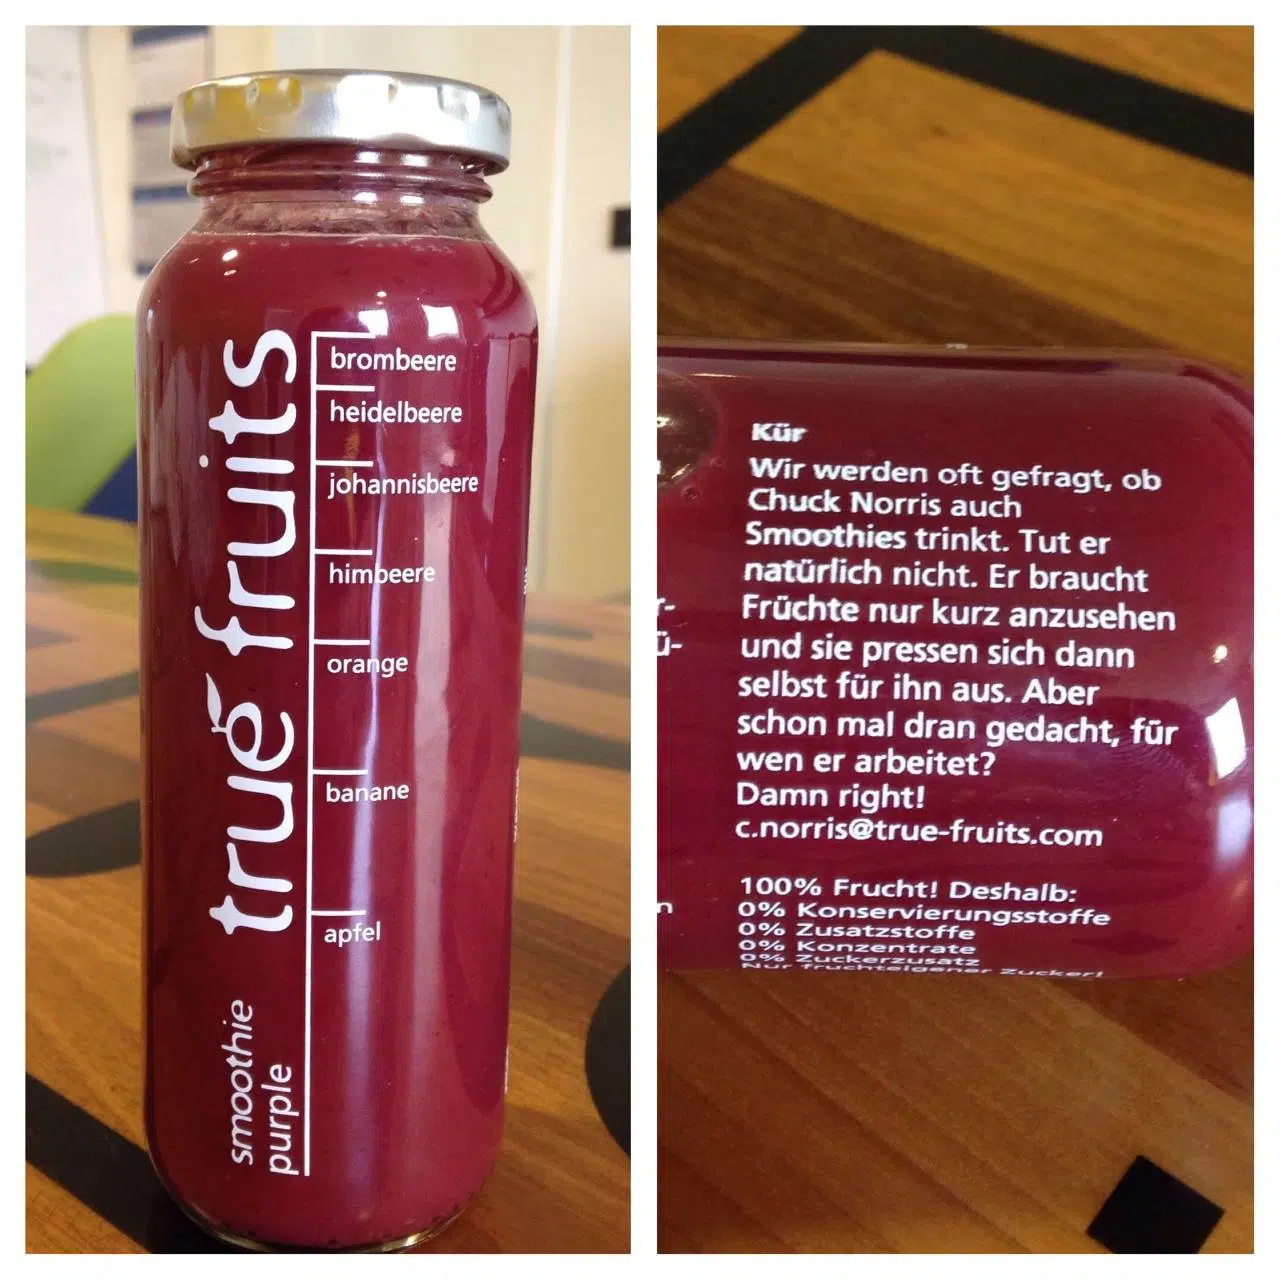 true fruits
smoothie
purple
brombeere
heidelbeere
johannisbeere
himbeere
orange
banane
apfel
Kür
Wir werden oft gefragt, ob
Chuck Norris auch
Smoothies trinkt. Tut er
natürlich nicht. Er braucht
Früchte nur kurz anzusehen
und sie pressen sich dann
selbst für ihn aus. Aber
schon mal dran gedacht, für
wen er arbeitet?
Damn right!
c.norris@true-fruits.com
100% Frucht! Deshalb:
0% Konservierungsstoffe
0% Zusatzstoffe
0% Konzentrate
0% Zuckerzusatz
Nur fruchteigener Zucker!
r-
ü-
n